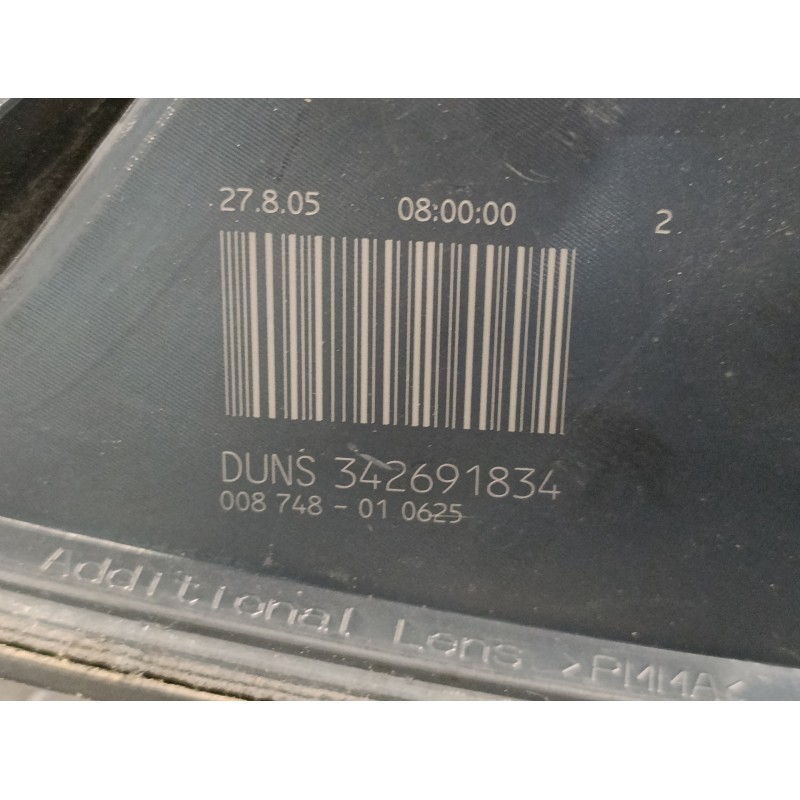 27.8.05 08:00:00 2
DUNS 342691834
008 748 - 01 0625
Additional Lens >PMMA<